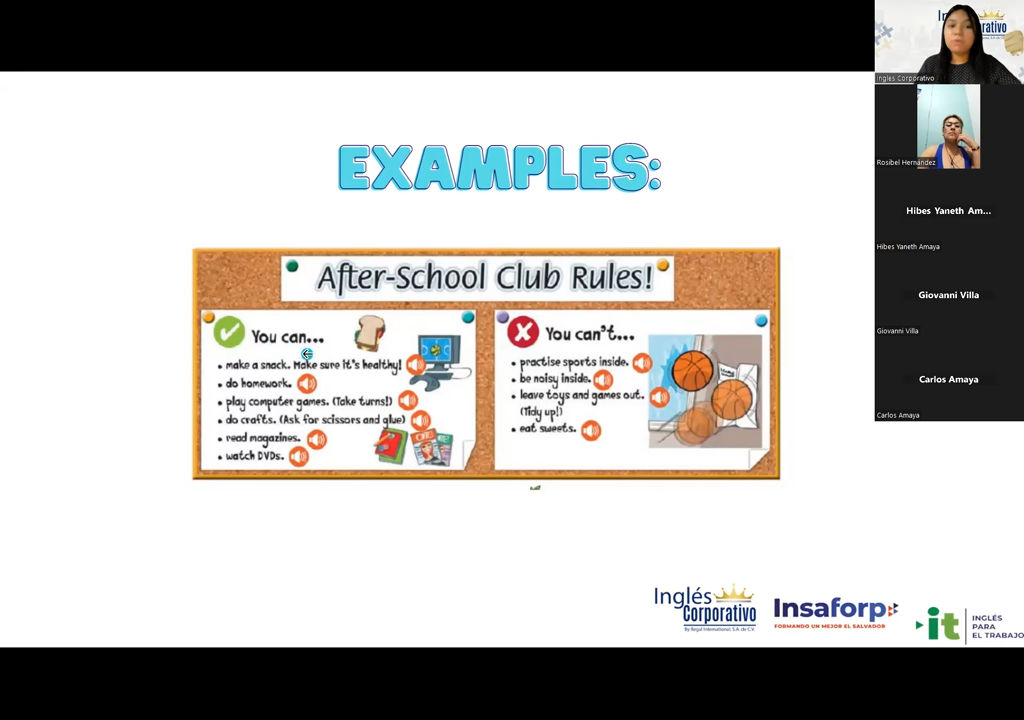 EXAMPLES:
After-School Club Rules!
You can...
• make a snack. Make sure it's healthy!
• do homework.
• play computer games. (Take turns!)
• do crafts. (Ask for scissors and glue)
• read magazines.
• watch DVDs.
You can't...
• practise sports inside.
• be noisy inside.
• leave toys and games out.
(Tidy up!)
• eat sweets.
Inglés
Corporativo
By Regal International, S.A. de C.V.
Insaforp
FORMANDO UN MEJOR EL SALVADOR
it
INGLÉS
PARA
EL TRABAJO
Inglés Corporativo
Rosibel Hernández
Hibes Yaneth Am...
Hibes Yaneth Amaya
Giovanni Villa
Giovanni Villa
Carlos Amaya
Carlos Amaya